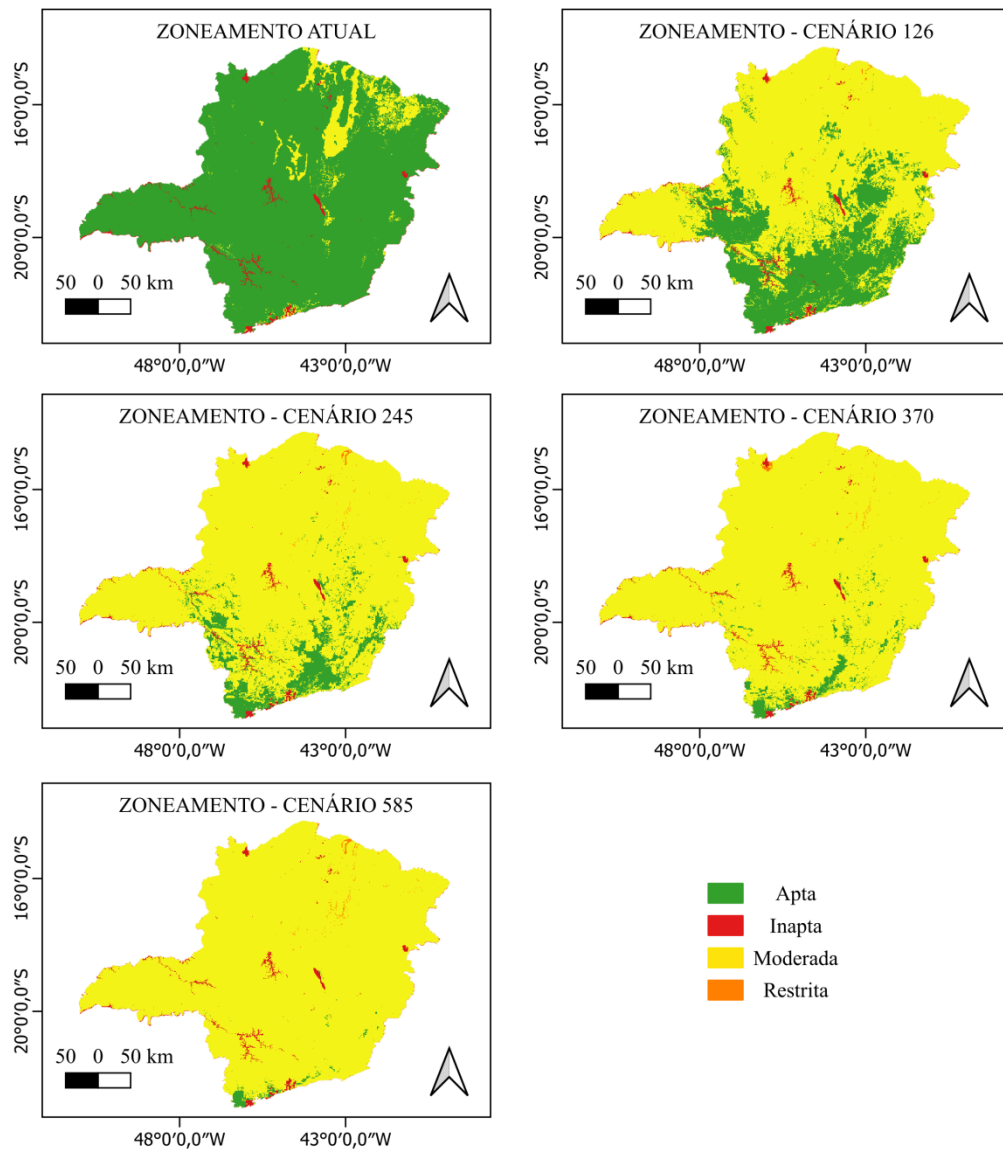 ZONEAMENTO ATUAL
16°0'0,0"S
20°0'0,0"S
50 0 50 km
48°0'0,0"W 43°0'0,0"W
ZONEAMENTO - CENÁRIO 126
16°0'0,0"S
20°0'0,0"S
50 0 50 km
48°0'0,0"W 43°0'0,0"W
ZONEAMENTO - CENÁRIO 245
16°0'0,0"S
20°0'0,0"S
50 0 50 km
48°0'0,0"W 43°0'0,0"W
ZONEAMENTO - CENÁRIO 370
16°0'0,0"S
20°0'0,0"S
50 0 50 km
48°0'0,0"W 43°0'0,0"W
ZONEAMENTO - CENÁRIO 585
16°0'0,0"S
20°0'0,0"S
50 0 50 km
48°0'0,0"W 43°0'0,0"W
Apta
Inapta
Moderada
Restrita